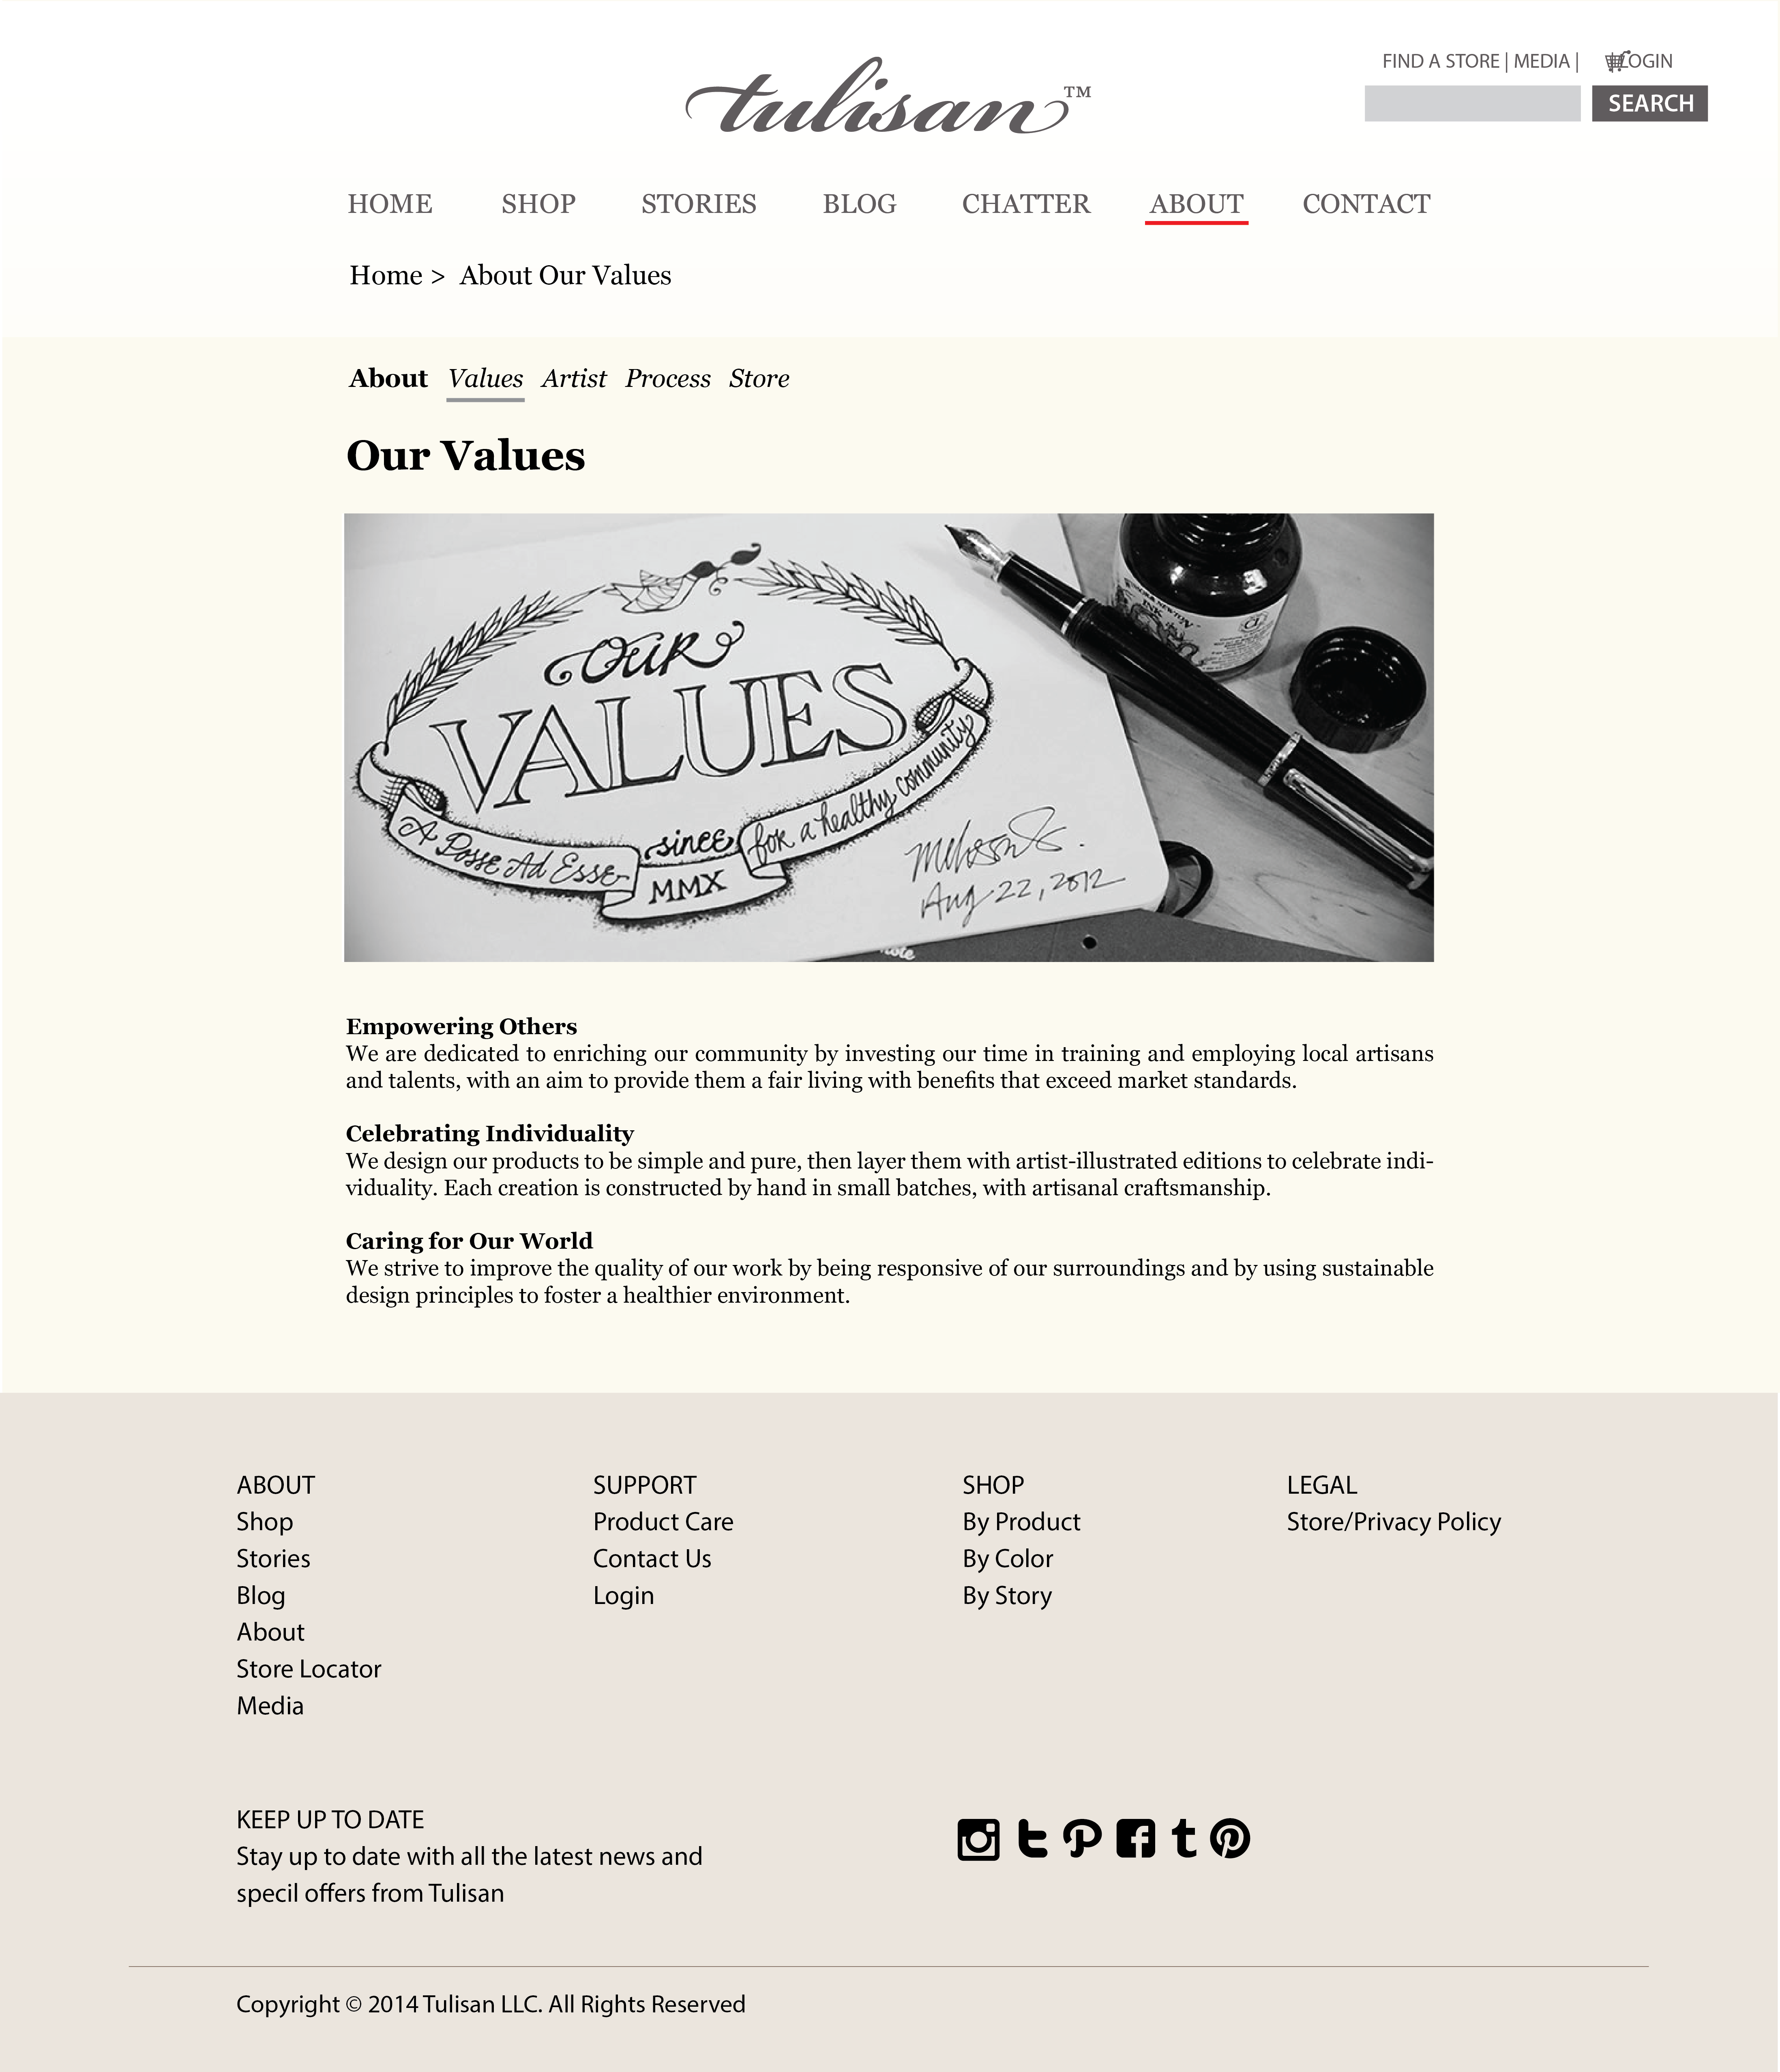 tulisan™
FIND A STORE | MEDIA | LOGIN
SEARCH
HOME SHOP STORIES BLOG CHATTER ABOUT CONTACT
Home > About Our Values
About Values Artist Process Store
Our Values
OUR
VALUES
A Posse Ad Esse
since
MMX
for a healthy community
Aug 22, 2012
WINSOR & NEWTON
INK
note
Empowering Others
We are dedicated to enriching our community by investing our time in training and employing local artisans
and talents, with an aim to provide them a fair living with benefits that exceed market standards.
Celebrating Individuality
We design our products to be simple and pure, then layer them with artist-illustrated editions to celebrate indi-
viduality. Each creation is constructed by hand in small batches, with artisanal craftsmanship.
Caring for Our World
We strive to improve the quality of our work by being responsive of our surroundings and by using sustainable
design principles to foster a healthier environment.
ABOUT
Shop
Stories
Blog
About
Store Locator
Media
SUPPORT
Product Care
Contact Us
Login
SHOP
By Product
By Color
By Story
LEGAL
Store/Privacy Policy
KEEP UP TO DATE
Stay up to date with all the latest news and
specil offers from Tulisan
Copyright © 2014 Tulisan LLC. All Rights Reserved